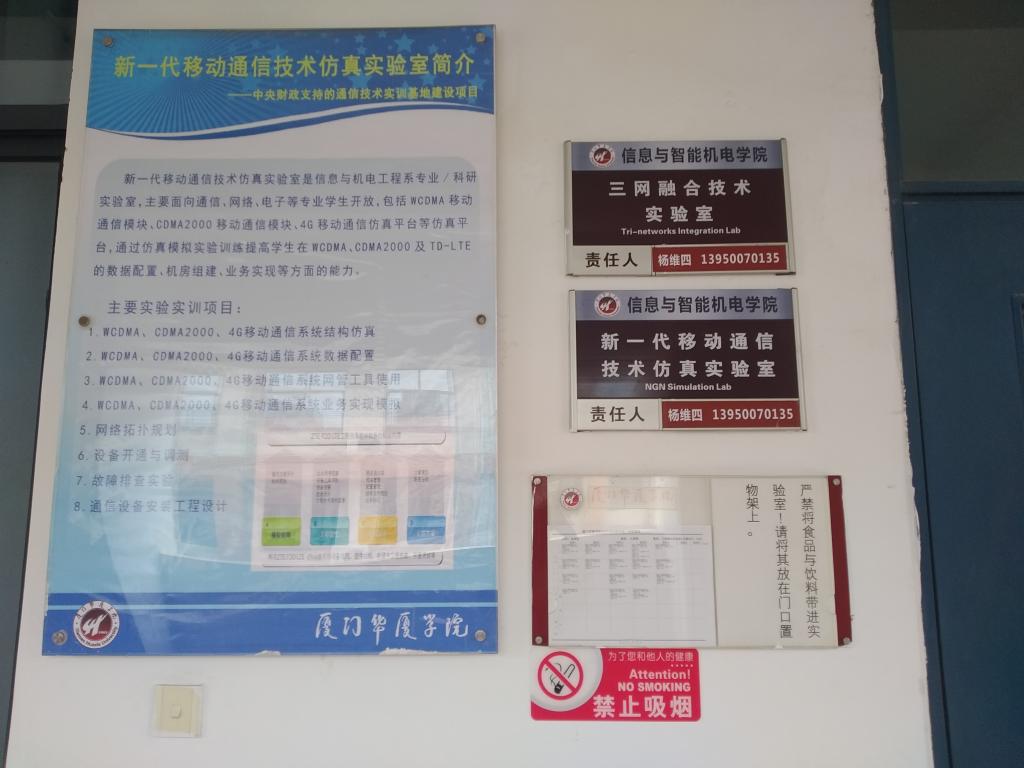 新一代移动通信技术仿真实验室简介
——中央财政支持的通信技术实训基地建设项目
新一代移动通信技术仿真实验室是信息与机电工程系专业/科研
实验室,主要面向通信、网络、电子等专业学生开放,包括WCDMA移动
通信模块、CDMA2000移动通信模块、4G移动通信仿真平台等仿真平
台,通过仿真模拟实验训练提高学生在WCDMA、CDMA2000及TD-LTE
的数据配置、机房组建、业务实现等方面的能力。
主要实验实训项目:
1.WCDMA、CDMA2000、4G移动通信系统结构仿真
2.WCDMA、CDMA2000、4G移动通信系统数据配置
3.WCDMA、CDMA2000、4G移动通信系统网管工具使用
4.WCDMA、CDMA2000、4G移动通信系统业务实现模拟
5.网络拓扑规划
6.设备开通与调测
7.故障排查实验
8.通信设备安装工程设计
厦门华厦学院
信息与智能机电学院
三网融合技术
实验室
Tri-networks Integration Lab
责任人 杨维四 13950070135
信息与智能机电学院
新一代移动通信
技术仿真实验室
NGN Simulation Lab
责任人 杨维四 13950070135
厦门华厦学院
严禁将食品与饮料带进实
验室!请将其放在门口置
物架上。
为了您和他人的健康
Attention!
NO SMOKING
禁止吸烟